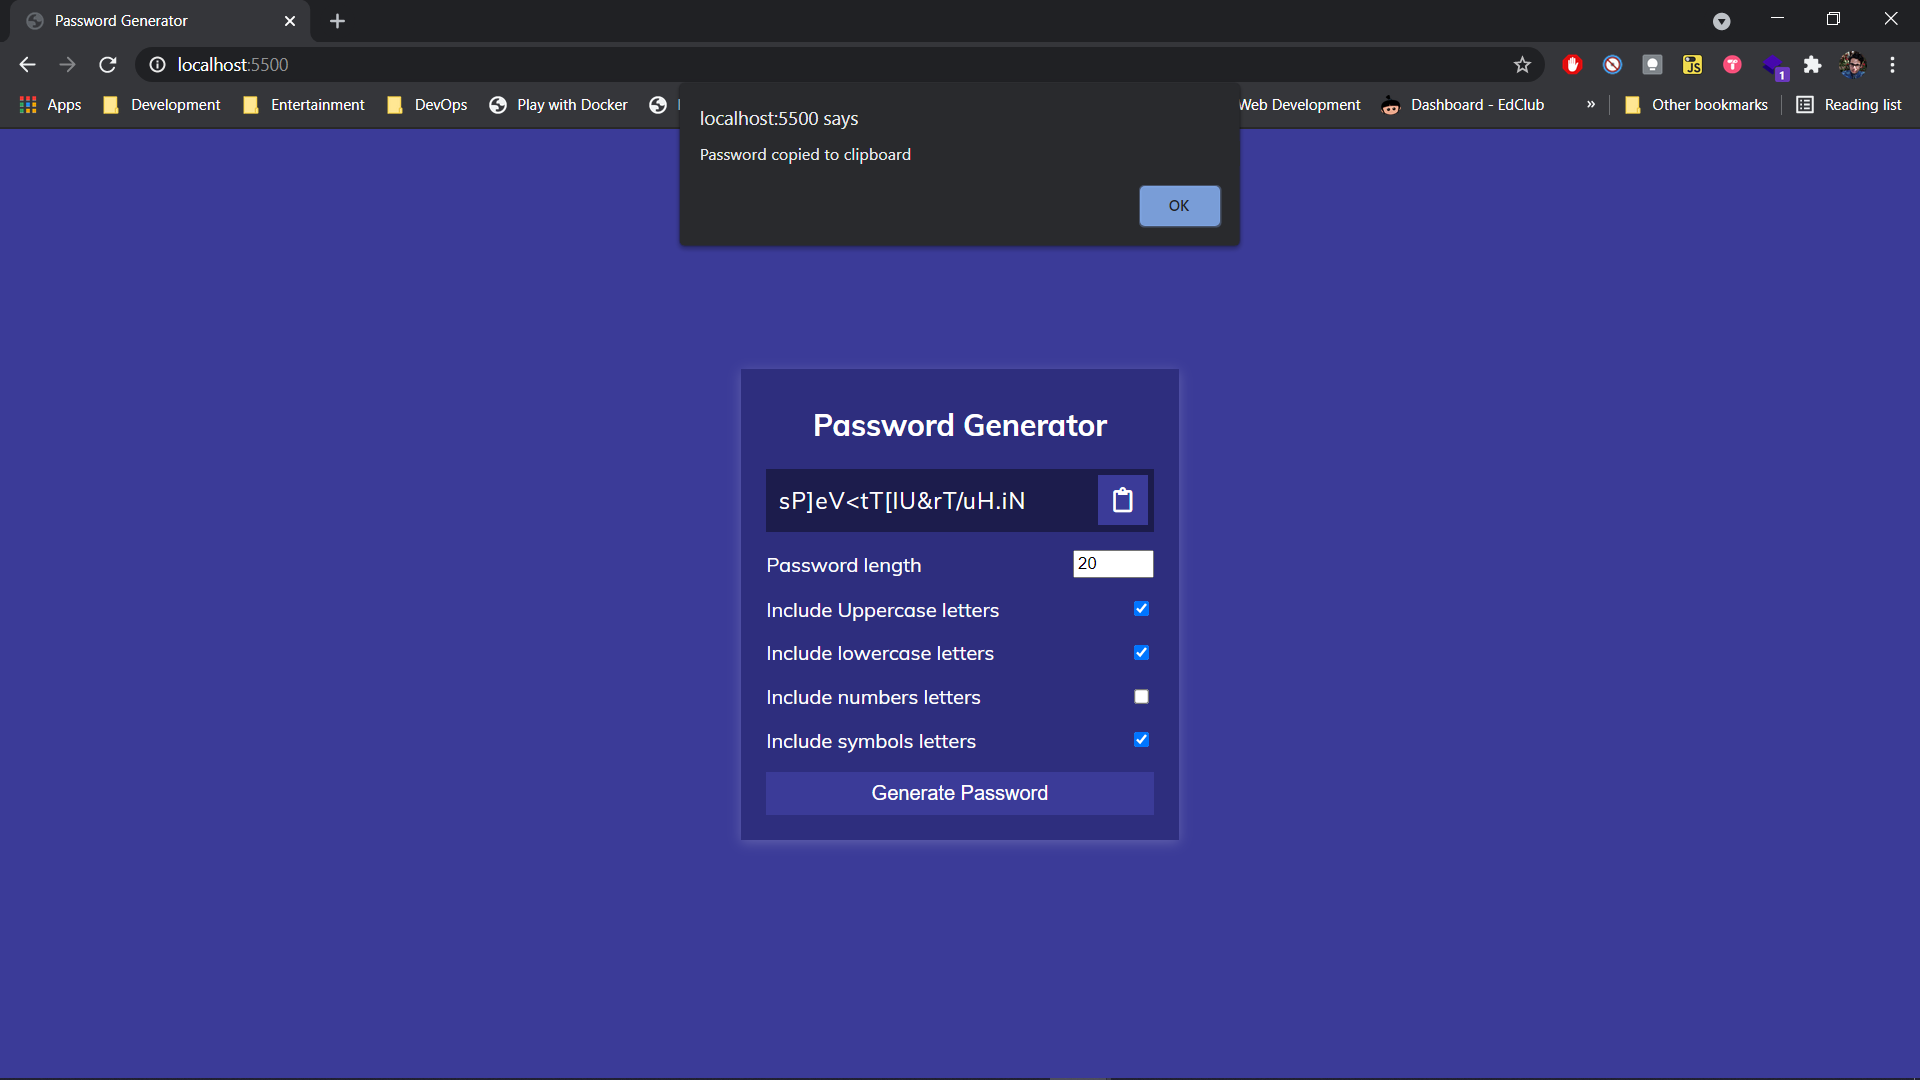 Password Generator
localhost:5500
Apps Development Entertainment DevOps Play with Docker Web Development Dashboard - EdClub » Other bookmarks Reading list
JS
1
localhost:5500 says
Password copied to clipboard
OK
Password Generator
sP]eV<tT[IU&rT/uH.iN
Password length 20
Include Uppercase letters
Include lowercase letters
Include numbers letters
Include symbols letters
Generate Password